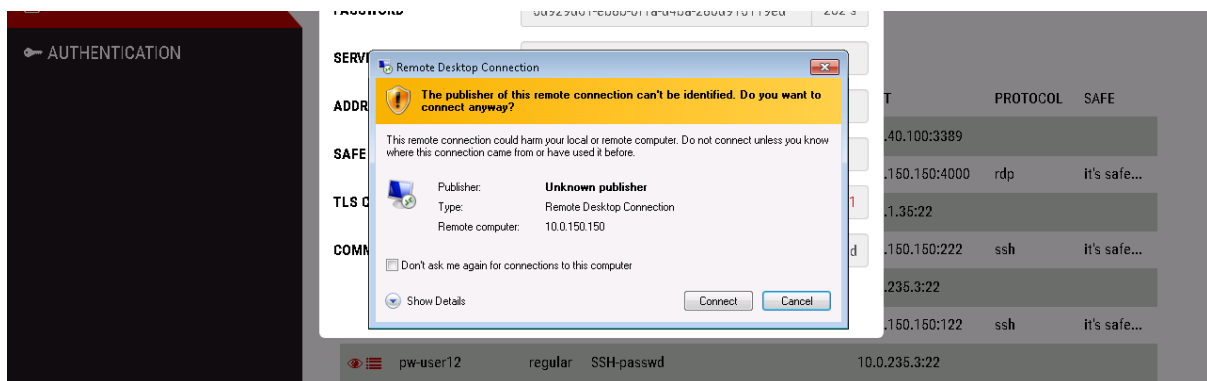 PASSWORD 202 s
AUTHENTICATION
SERV
Remote Desktop Connection
The publisher of this remote connection can't be identified. Do you want to
connect anyway?
ADDR
T PROTOCOL SAFE
This remote connection could harm your local or remote computer. Do not connect unless you know
where this connection came from or have used it before.
.40.100:3389
SAFE
Publisher: Unknown publisher
.150.150:4000 rdp it's safe...
TLS C
Type: Remote Desktop Connection
1
.1.35:22
Remote computer: 10.0.150.150
COMM
d
.150.150:222 ssh it's safe...
Don't ask me again for connections to this computer
.235.3:22
Show Details Connect Cancel
.150.150:122 ssh it's safe...
pw-user12 regular SSH-passwd 10.0.235.3:22